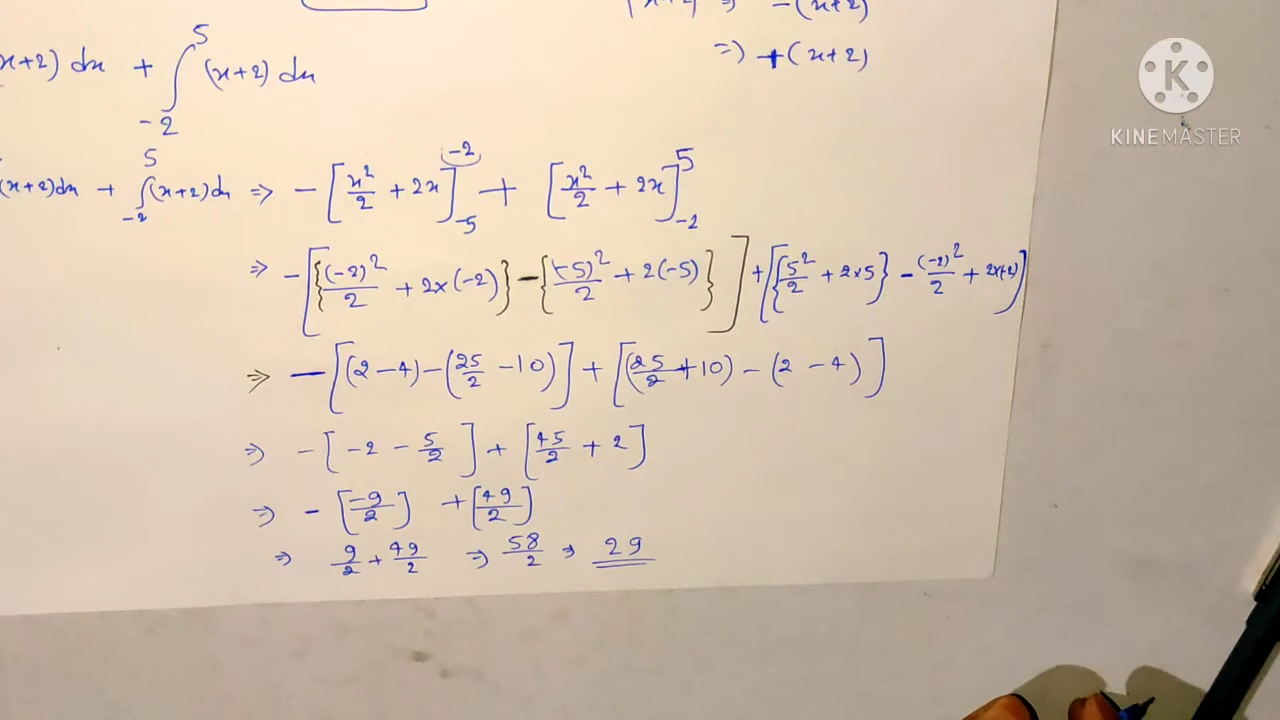 |x+2| ⇒ -(x+2)
⇒ +(x+2)
x+2) dx + ∫_{-2}^{5} (x+2) dx
(x+2)dx + ∫_{-2}^{5} (x+2)dx ⇒ - [x²/2 + 2x]_{-5}^{-2} + [x²/2 + 2x]_{-2}^{5}
⇒ -[{(-2)²/2 + 2×(-2)} - {(-5)²/2 + 2(-5)}] + [{5²/2 + 2×5} - (-2)²/2 + 2×(-2)]
⇒ -[(2-4) - (25/2 - 10)] + [(25/2 + 10) - (2 - 4)]
⇒ -[-2 - 5/2] + [45/2 + 2]
⇒ -[-9/2] + [49/2]
⇒ 9/2 + 49/2 ⇒ 58/2 ⇒ 29
KINEMASTER